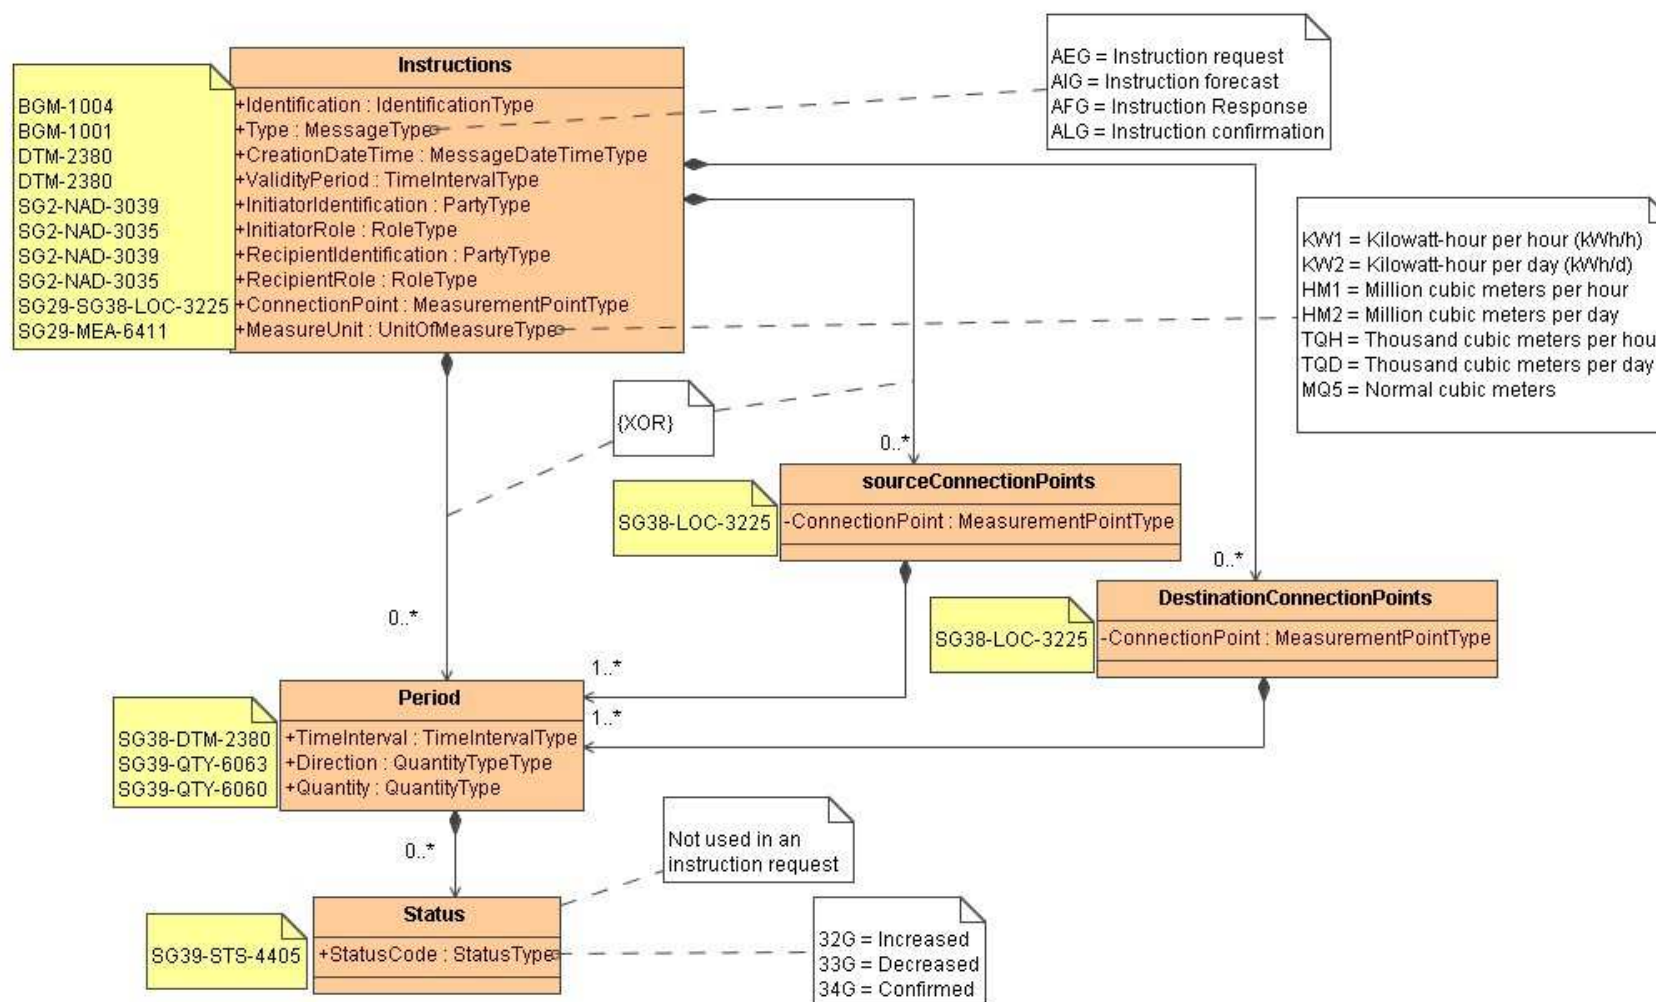 Instructions
BGM-1004
BGM-1001
DTM-2380
DTM-2380
SG2-NAD-3039
SG2-NAD-3035
SG2-NAD-3039
SG2-NAD-3035
SG29-SG38-LOC-3225
SG29-MEA-6411
+Identification : IdentificationType
+Type : MessageType
+CreationDateTime : MessageDateTimeType
+ValidityPeriod : TimeIntervalType
+InitiatorIdentification : PartyType
+InitiatorRole : RoleType
+RecipientIdentification : PartyType
+RecipientRole : RoleType
+ConnectionPoint : MeasurementPointType
+MeasureUnit : UnitOfMeasureType
AEG = Instruction request
AIG = Instruction forecast
AFG = Instruction Response
ALG = Instruction confirmation
KW1 = Kilowatt-hour per hour (kWh/h)
KW2 = Kilowatt-hour per day (kWh/d)
HM1 = Million cubic meters per hour
HM2 = Million cubic meters per day
TQH = Thousand cubic meters per hour
TQD = Thousand cubic meters per day
MQ5 = Normal cubic meters
{XOR}
0..*
sourceConnectionPoints
SG38-LOC-3225
-ConnectionPoint : MeasurementPointType
0..*
DestinationConnectionPoints
SG38-LOC-3225
-ConnectionPoint : MeasurementPointType
0..*
1..*
1..*
Period
SG38-DTM-2380
SG39-QTY-6063
SG39-QTY-6060
+TimeInterval : TimeIntervalType
+Direction : QuantityTypeType
+Quantity : QuantityType
0..*
Not used in an
instruction request
Status
SG39-STS-4405
+StatusCode : StatusType
32G = Increased
33G = Decreased
34G = Confirmed